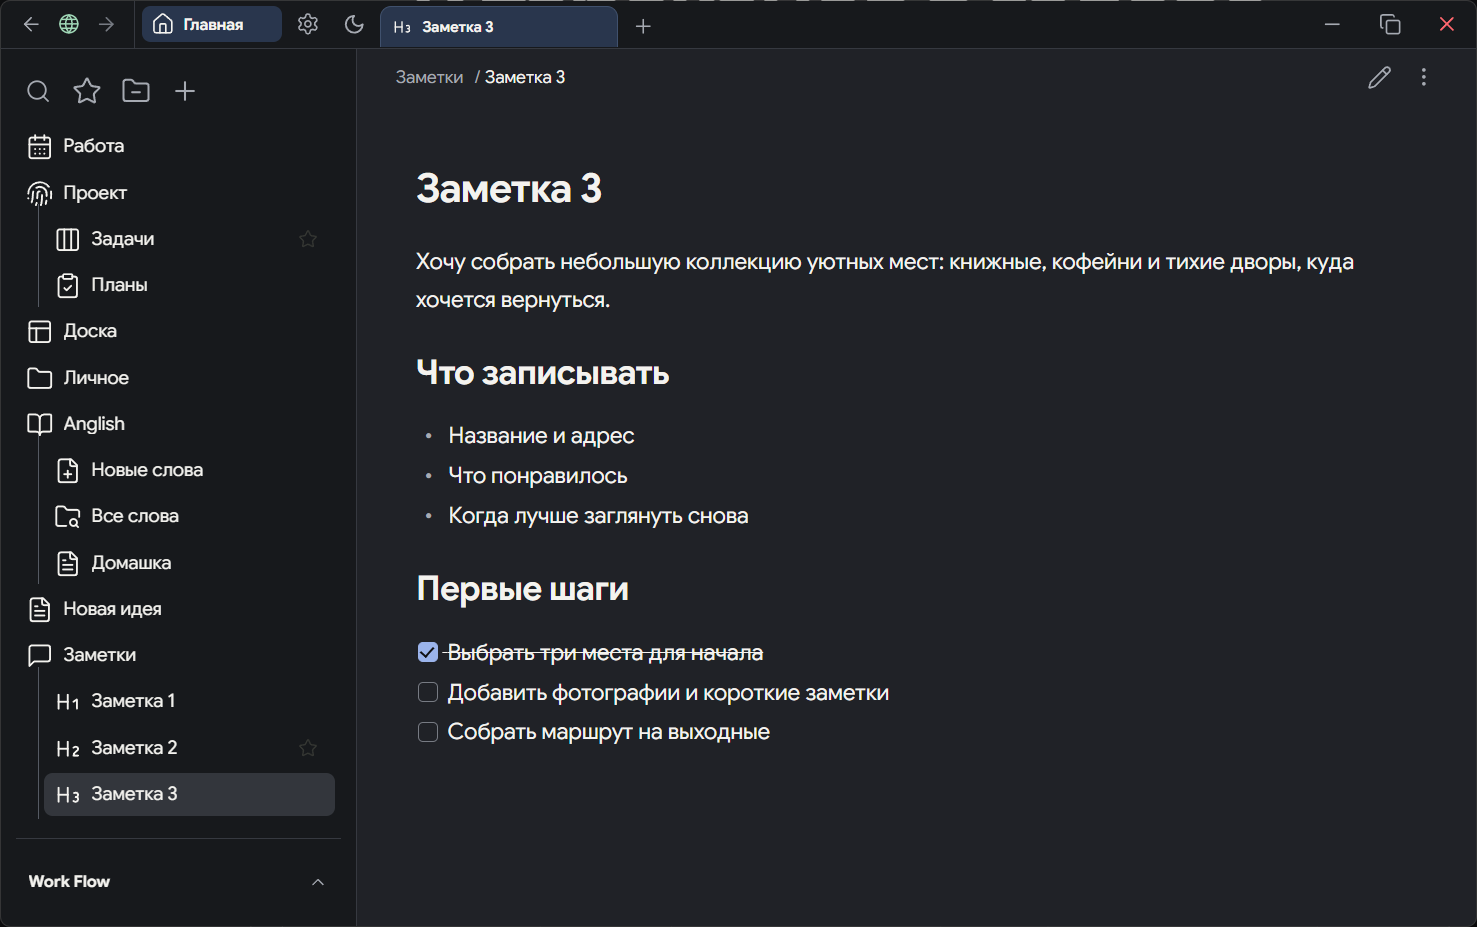 Главная
H3 Заметка 3
Заметки / Заметка 3
Работа
Проект
Задачи
Планы
Доска
Личное
Anglish
Новые слова
Все слова
Домашка
Новая идея
Заметки
H1 Заметка 1
H2 Заметка 2
H3 Заметка 3
Work Flow
Заметка 3
Хочу собрать небольшую коллекцию уютных мест: книжные, кофейни и тихие дворы, куда
хочется вернуться.
Что записывать
• Название и адрес
• Что понравилось
• Когда лучше заглянуть снова
Первые шаги
Выбрать три места для начала
Добавить фотографии и короткие заметки
Собрать маршрут на выходные